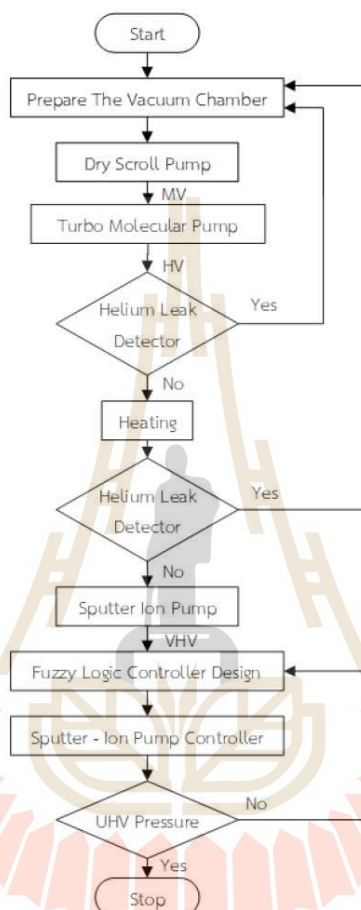 Start
Prepare The Vacuum Chamber
Dry Scroll Pump
MV
Turbo Molecular Pump
HV
Helium Leak
Detector
Yes
No
Heating
Helium Leak
Detector
Yes
No
Sputter Ion Pump
VHV
Fuzzy Logic Controller Design
Sputter - Ion Pump Controller
UHV Pressure
No
Yes
Stop